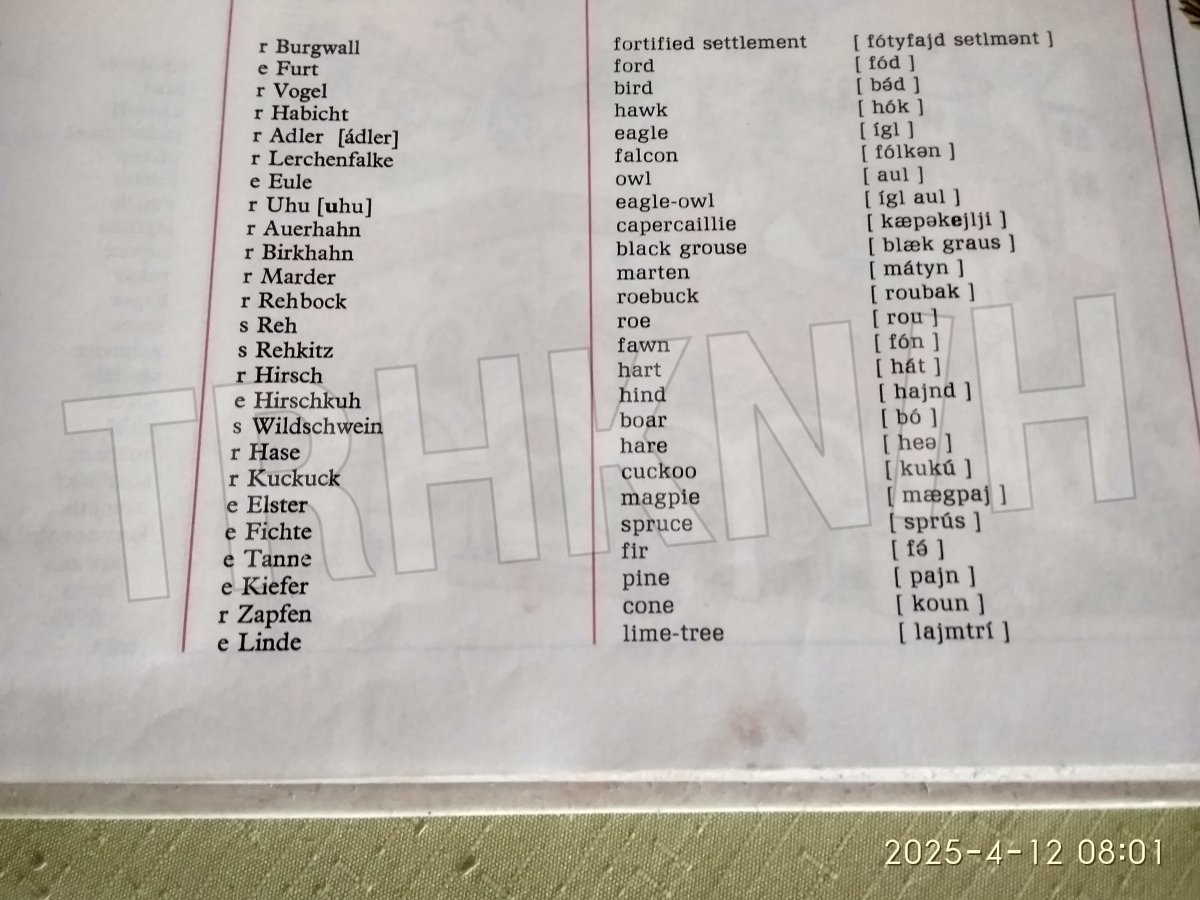 r Burgwall fortified settlement [ fótyfajd setlmənt ]
e Furt ford [ fód ]
r Vogel bird [ bə́d ]
r Habicht hawk [ hók ]
r Adler [ádler] eagle [ ígl ]
r Lerchenfalke falcon [ fólkən ]
e Eule owl [ aul ]
r Uhu [uhu] eagle-owl [ ígl aul ]
r Auerhahn capercaillie [ kæpəkejlji ]
r Birkhahn black grouse [ blæk graus ]
r Marder marten [ mátyn ]
r Rehbock roebuck [ roubak ]
s Reh roe [ rou ]
s Rehkitz fawn [ fón ]
r Hirsch hart [ hát ]
e Hirschkuh hind [ hajnd ]
s Wildschwein boar [ bó ]
r Hase hare [ heə ]
r Kuckuck cuckoo [ kukú ]
e Elster magpie [ mægpaj ]
e Fichte spruce [ sprús ]
e Tanne fir [ fə́ ]
e Kiefer pine [ pajn ]
r Zapfen cone [ koun ]
e Linde lime-tree [ lajmtrí ]
TRHKNIH
2025-4-12 08:01